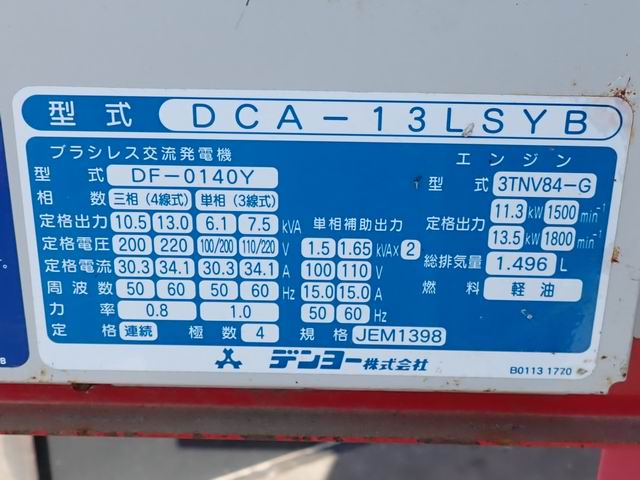 型式 DCA-13LSYB
ブラシレス交流発電機 エンジン
型式 DF-0140Y 型式 3TNV84-G
相数 三相(4線式) 単相(3線式)
定格出力 10.5 13.0 6.1 7.5 kVA 単相補助出力 定格出力 11.3 kW 1500 min⁻¹
13.5 kW 1800 min⁻¹
定格電圧 200 220 100/200 110/220 V 1.5 1.65 kVA×2
定格電流 30.3 34.1 30.3 34.1 A 100 110 V 総排気量 1.496 L
周波数 50 60 50 60 Hz 15.0 15.0 A 燃料 軽油
力率 0.8 1.0 50 60 Hz
定格 連続 極数 4 規格 JEM1398
デンヨー株式会社
B0113 1770